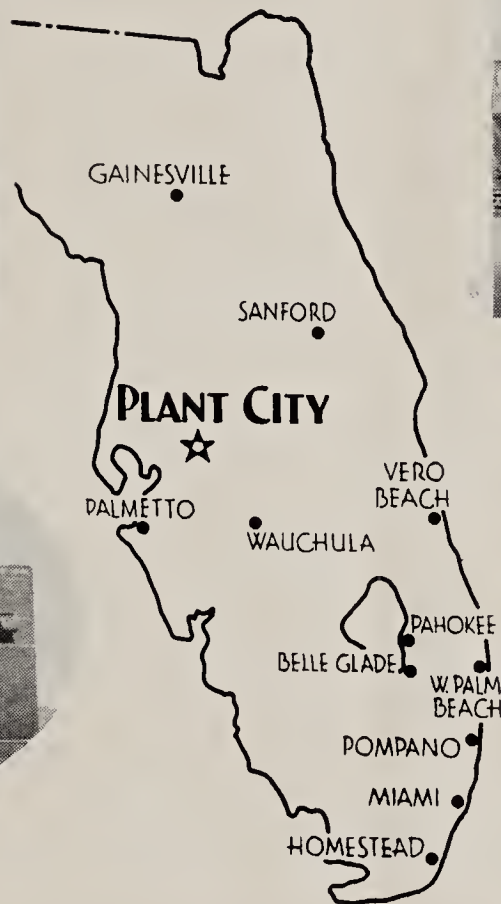 GAINESVILLE
SANFORD
PLANT CITY
VERO
BEACH
PALMETTO
WAUCHULA
PAHOKEE
BELLE GLADE
W. PALM
BEACH
POMPANO
MIAMI
HOMESTEAD